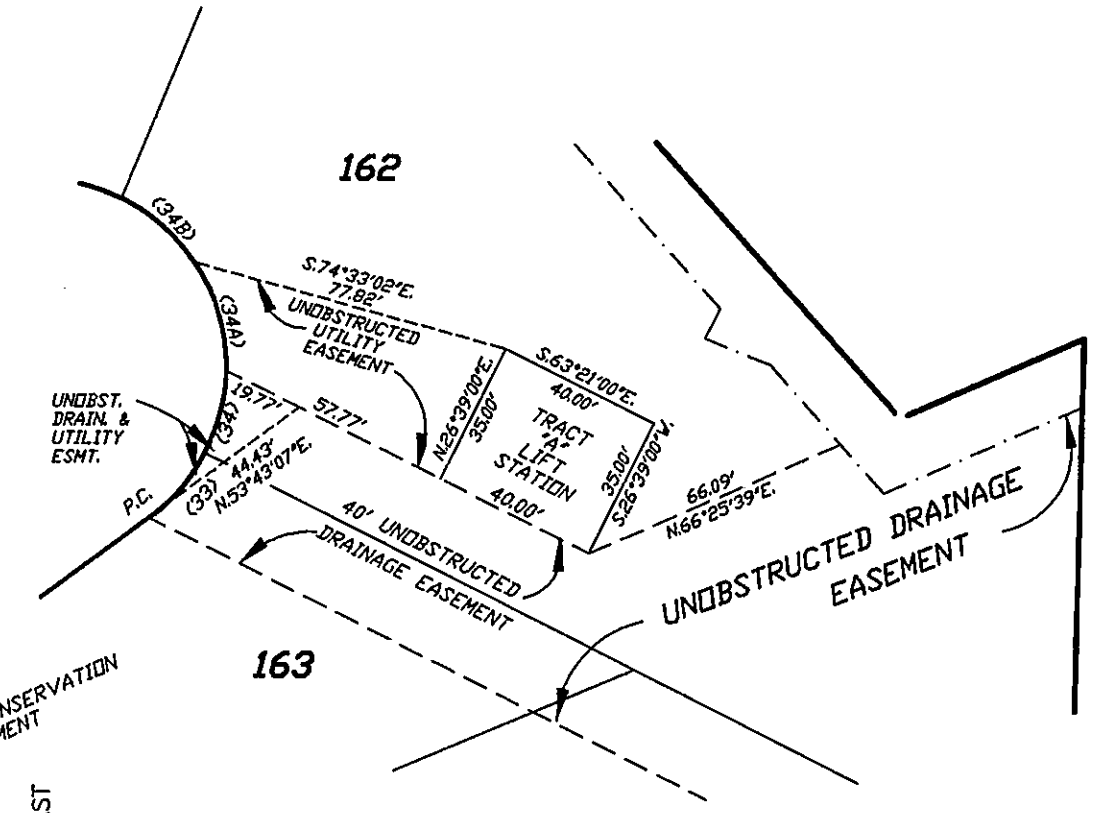 162
(34B)
S.74°33'02"E.
77.82'
UNOBSTRUCTED
UTILITY
EASEMENT
(34A)
S.63°21'00"E.
40.00'
N.26°39'00"E.
35.00'
TRACT
"A"
LIFT
STATION
35.00'
S.26°39'00"W.
UNOBST.
DRAIN. &
UTILITY
ESMT.
19.77'
57.77'
(34)
40.00'
66.09'
N.66°25'39"E.
P.C.
(33)
44.43'
N.53°43'07"E.
40' UNOBSTRUCTED
DRAINAGE EASEMENT
UNOBSTRUCTED DRAINAGE
EASEMENT
163
NSERVATION
MENT
ST